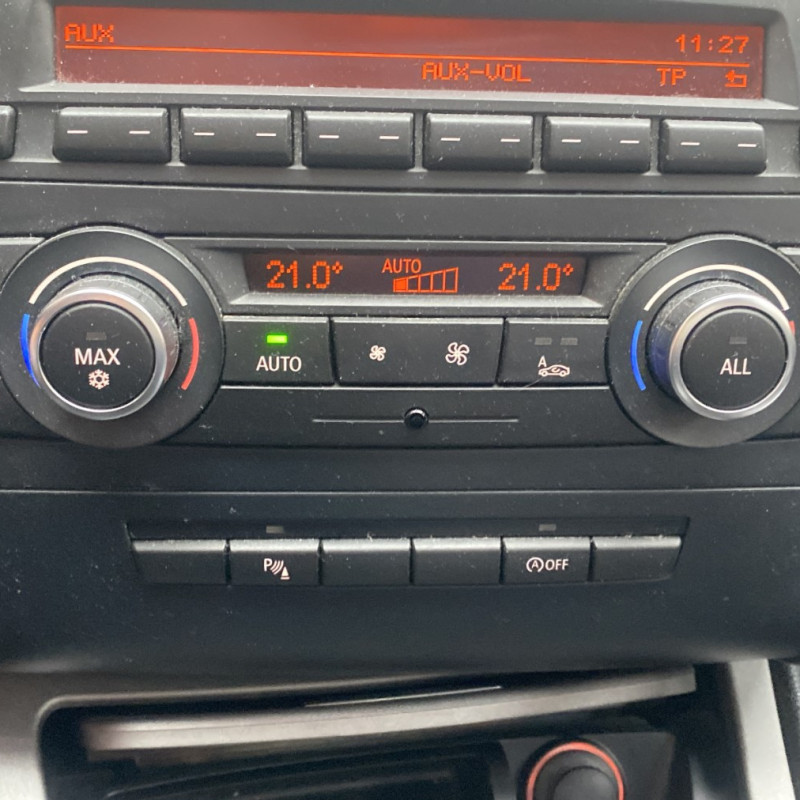 AUX 11:27
AUX-VOL TP
21.0° AUTO 21.0°
MAX AUTO A ALL
P A OFF